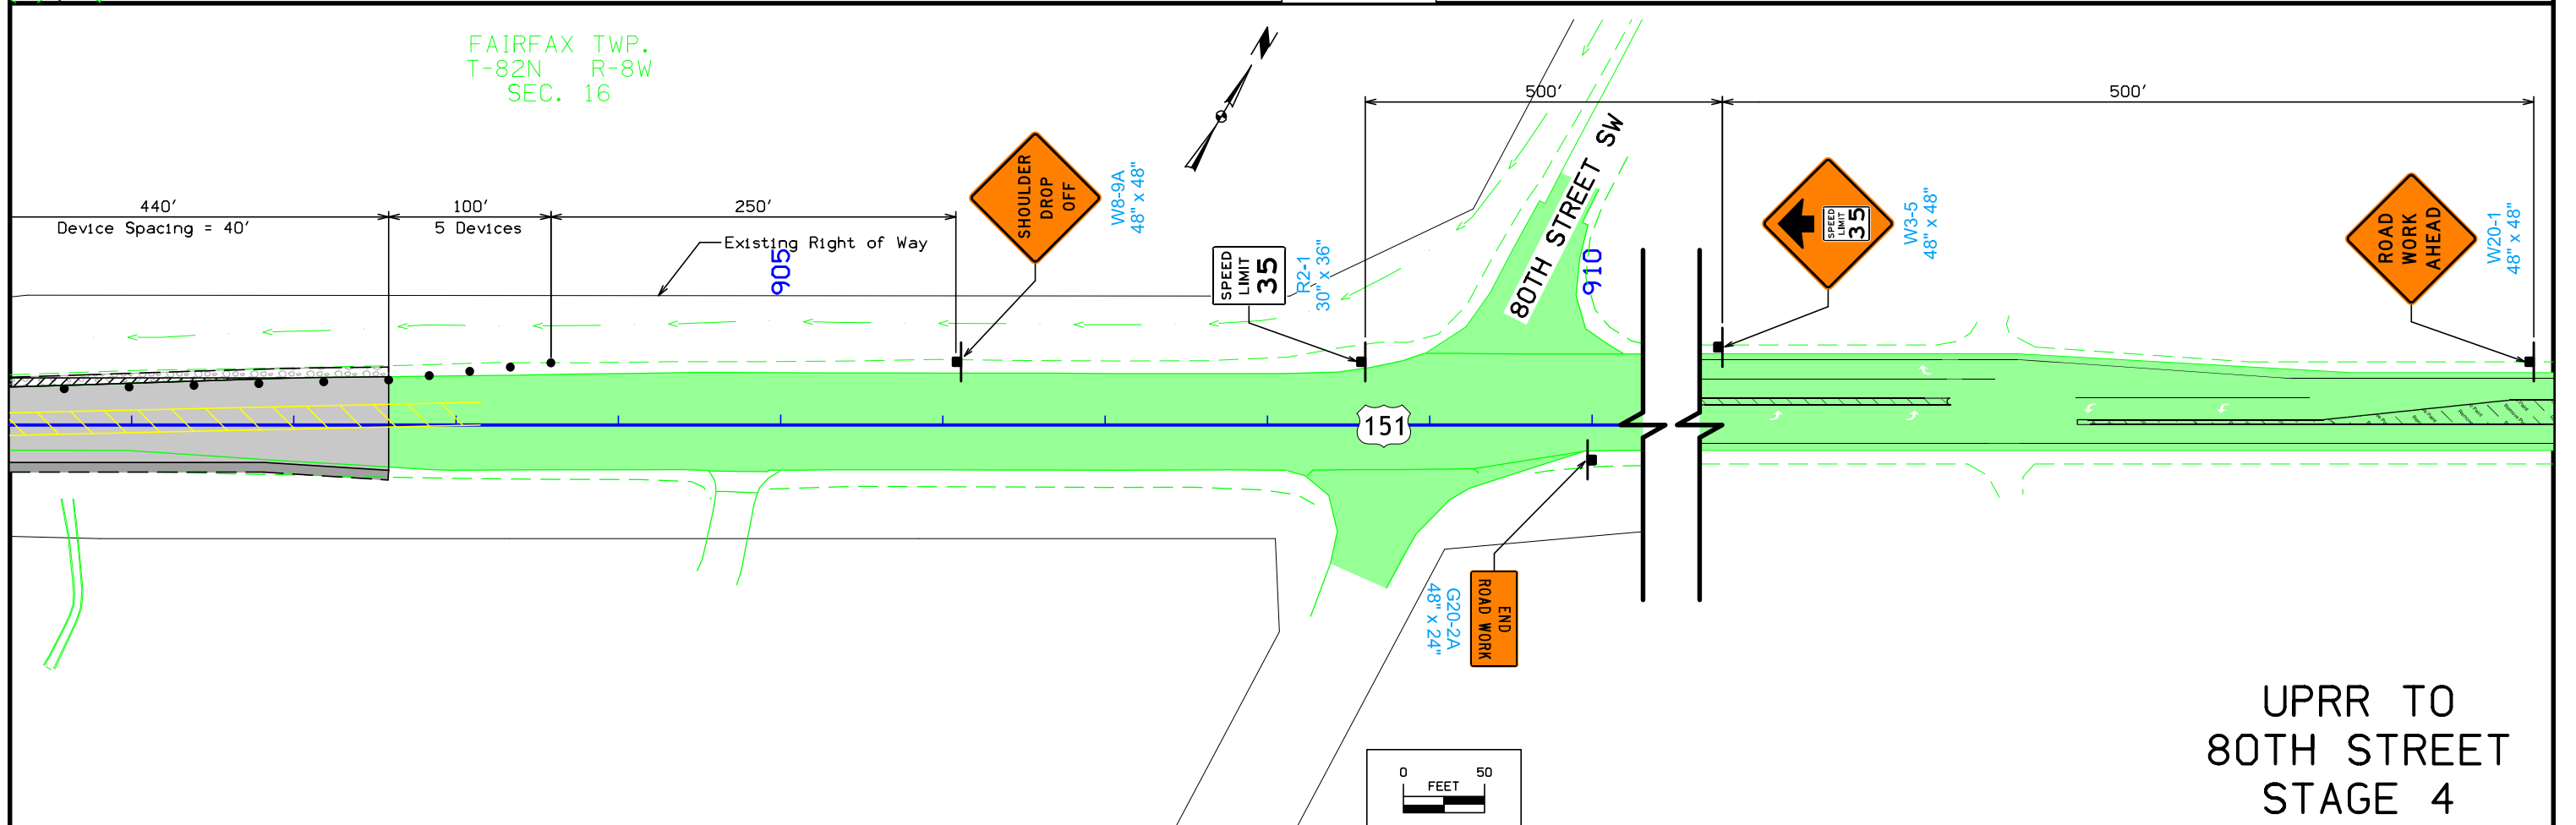 FAIRFAX TWP.
T-82N R-8W
SEC. 16
440'
Device Spacing = 40'
100'
5 Devices
250'
Existing Right of Way
905
SHOULDER
DROP
OFF
W8-9A
48" x 48"
SPEED
LIMIT
35
R2-1
30" x 36"
500'
80TH STREET SW
910
500'
SPEED
LIMIT
35
W3-5
48" x 48"
ROAD
WORK
AHEAD
W20-1
48" x 48"
151
END
ROAD WORK
G20-2A
48" x 24"
0 50
FEET
UPRR TO
80TH STREET
STAGE 4